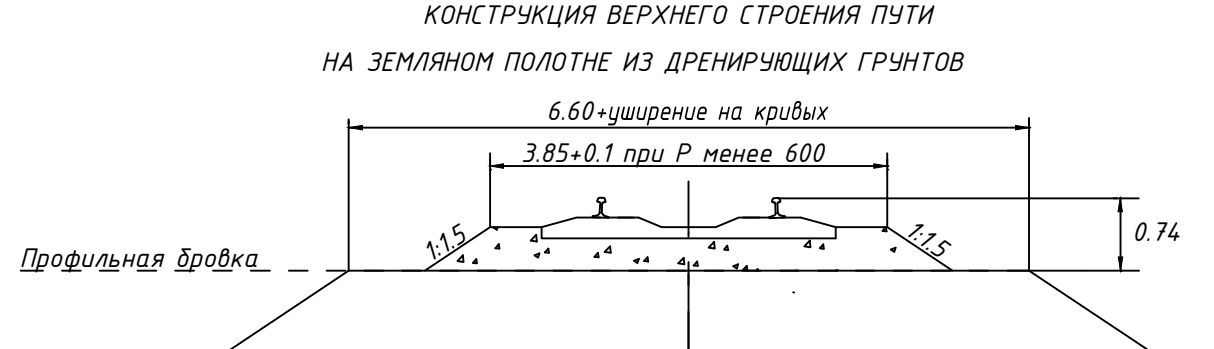 КОНСТРУКЦИЯ ВЕРХНЕГО СТРОЕНИЯ ПУТИ
НА ЗЕМЛЯНОМ ПОЛОТНЕ ИЗ ДРЕНИРУЮЩИХ ГРУНТОВ
6.60+уширение на кривых
3.85+0.1 при Р менее 600
0.74
1:1.5
1:1.5
Профильная бровка